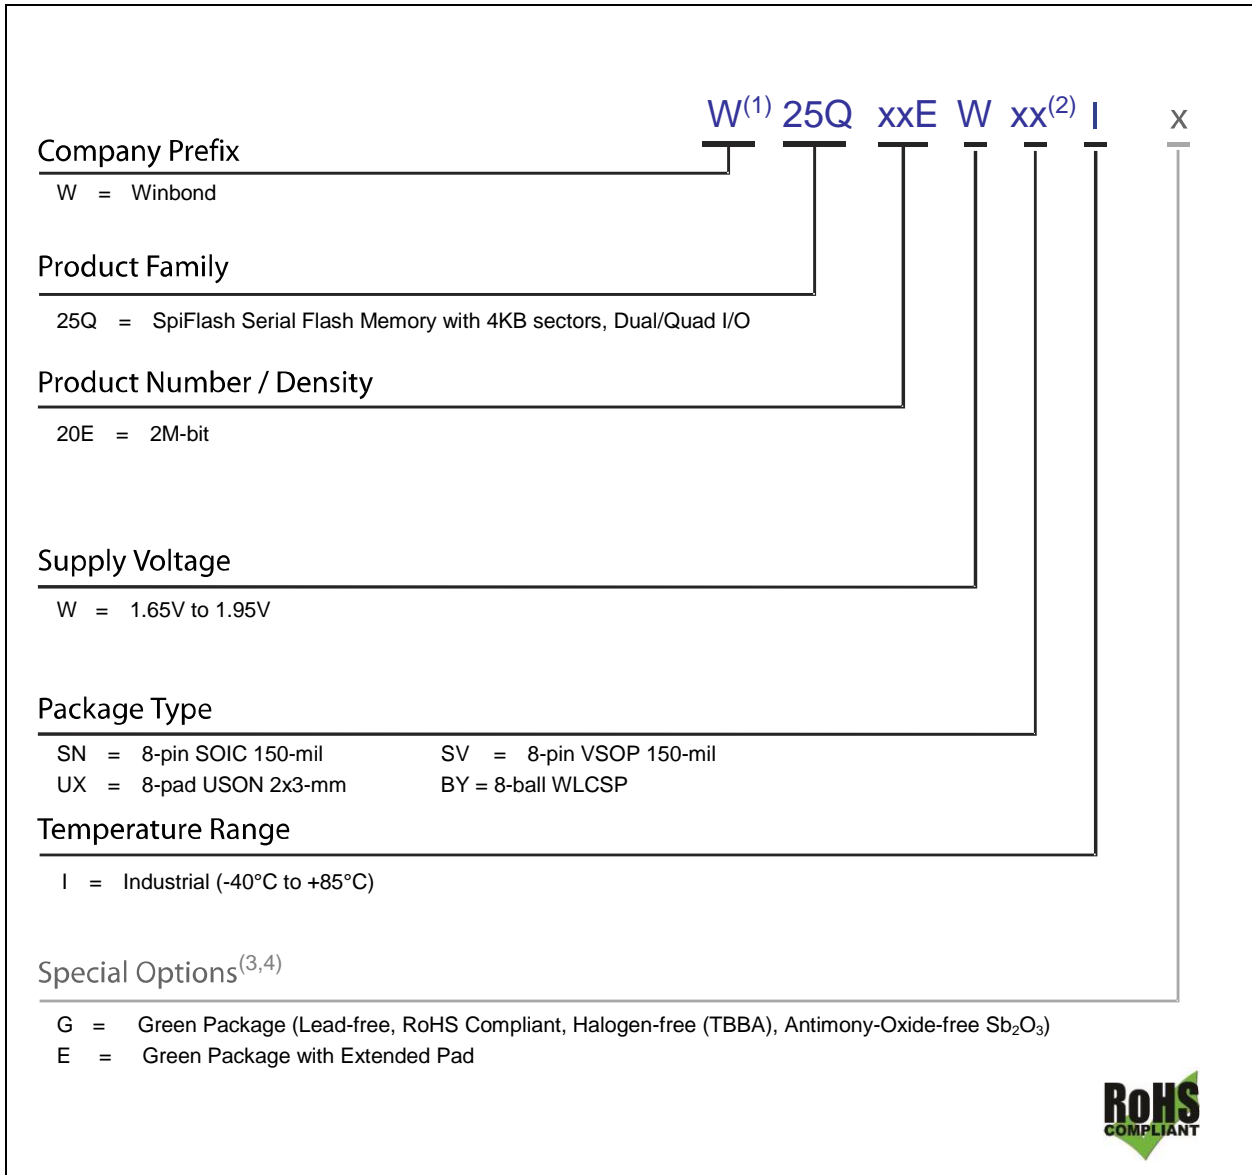 W(1) 25Q xxE W xx(2) I x
Company Prefix
W = Winbond
Product Family
25Q = SpiFlash Serial Flash Memory with 4KB sectors, Dual/Quad I/O
Product Number / Density
20E = 2M-bit
Supply Voltage
W = 1.65V to 1.95V
Package Type
SN = 8-pin SOIC 150-mil SV = 8-pin VSOP 150-mil
UX = 8-pad USON 2x3-mm BY = 8-ball WLCSP
Temperature Range
I = Industrial (-40°C to +85°C)
Special Options(3,4)
G = Green Package (Lead-free, RoHS Compliant, Halogen-free (TBBA), Antimony-Oxide-free Sb2O3)
E = Green Package with Extended Pad
RoHS
COMPLIANT